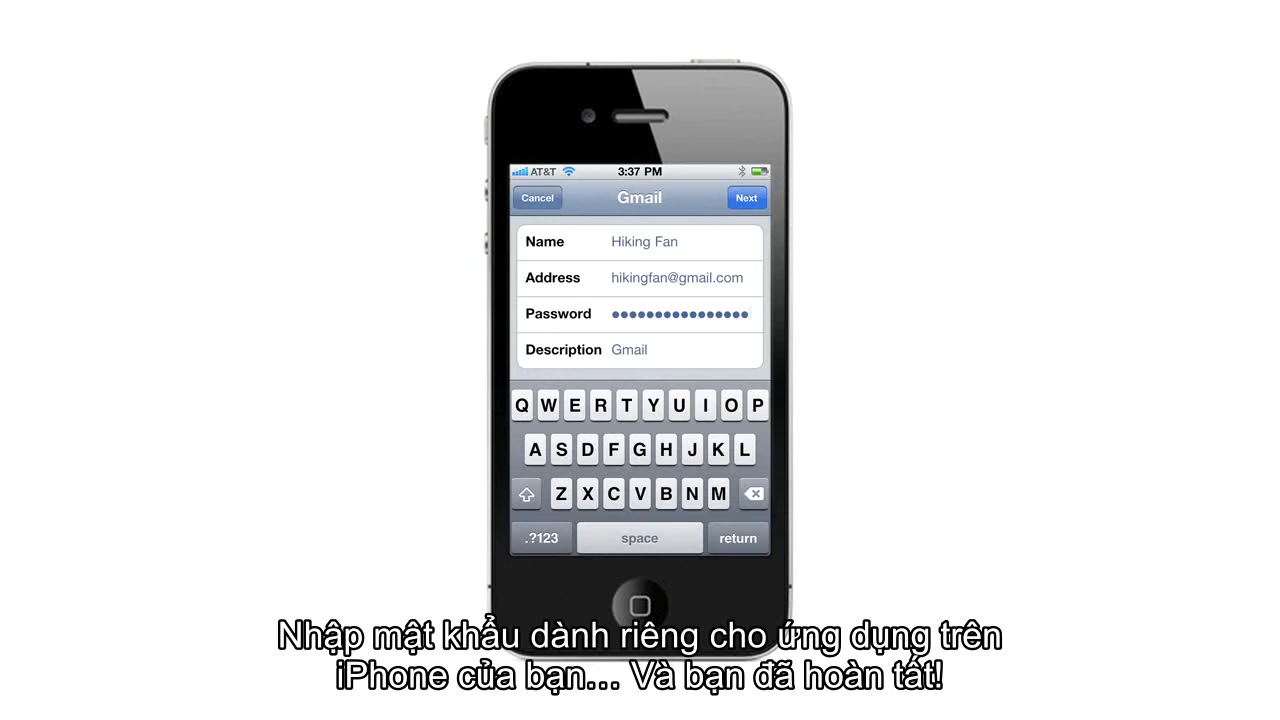 AT&T 3:37 PM
Cancel Gmail Next
Name Hiking Fan
Address hikingfan@gmail.com
Password ●●●●●●●●●●●●●●●●
Description Gmail
Q W E R T Y U I O P
A S D F G H J K L
Z X C V B N M
.?123 space return
Nhập mật khẩu dành riêng cho ứng dụng trên
iPhone của bạn... Và bạn đã hoàn tất!